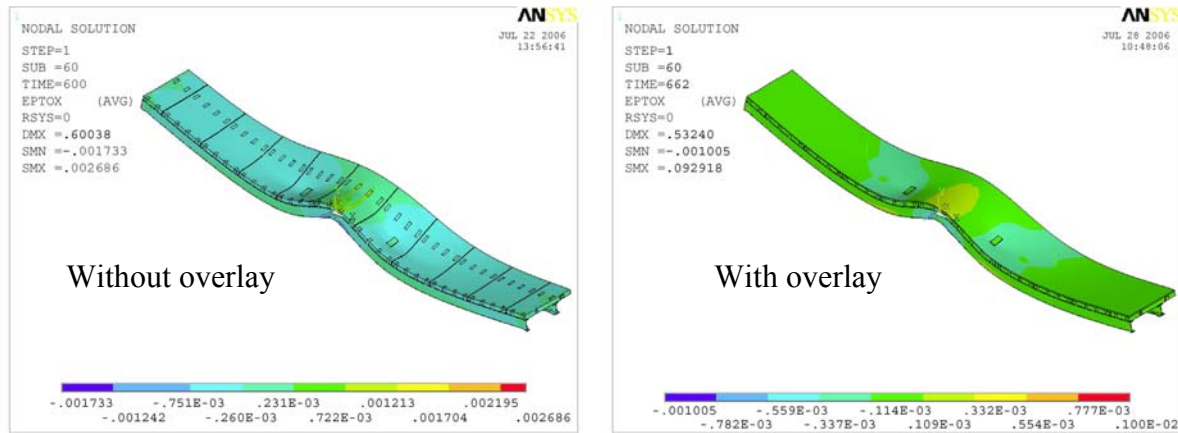 ANSYS
NODAL SOLUTION
JUL 22 2006
13:56:41
STEP=1
SUB =60
TIME=600
EPTOX (AVG)
RSYS=0
DMX =.60038
SMN =-.001733
SMX =.002686
Without overlay
-.001733 -.751E-03 .231E-03 .001213 .002195
-.001242 -.260E-03 .722E-03 .001704 .002686
ANSYS
NODAL SOLUTION
JUL 28 2006
10:48:06
STEP=1
SUB =60
TIME=662
EPTOX (AVG)
RSYS=0
DMX =.53240
SMN =-.001005
SMX =.092918
With overlay
-.001005 -.559E-03 -.114E-03 .332E-03 .777E-03
-.782E-03 -.337E-03 .109E-03 .554E-03 .100E-02